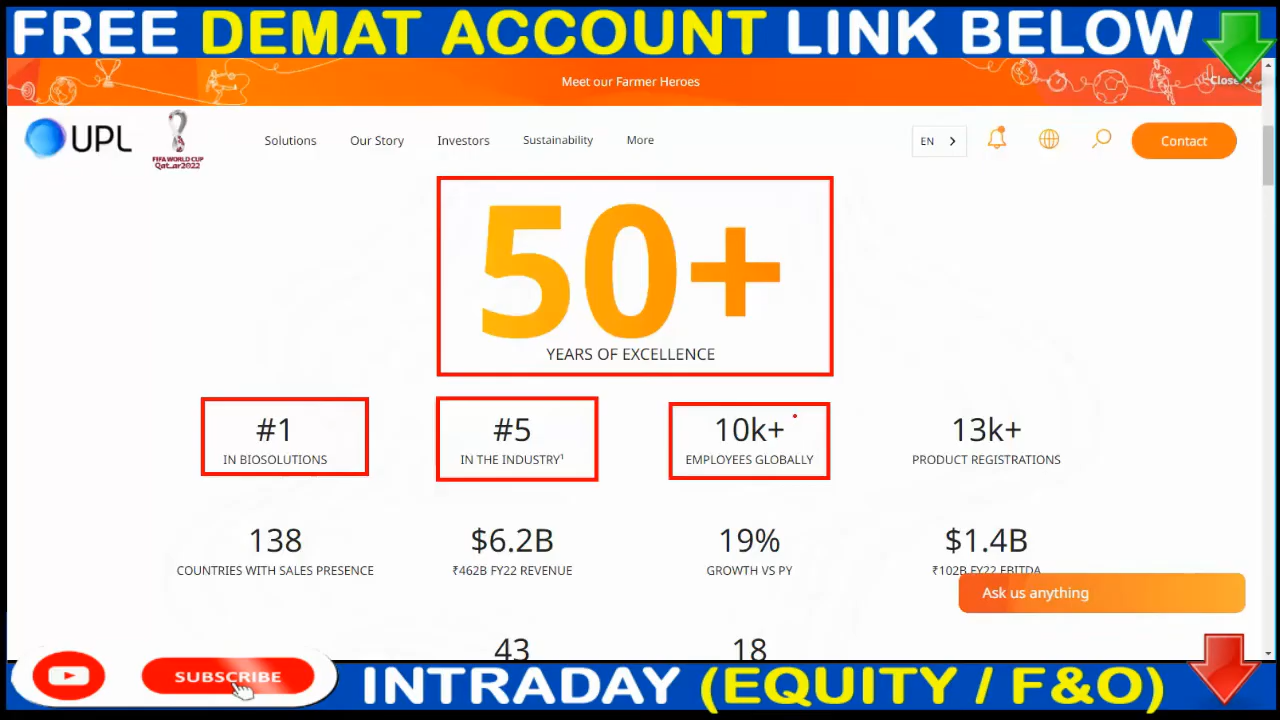 FREE DEMAT ACCOUNT LINK BELOW
Meet our Farmer Heroes
Close ×
UPL
FIFA WORLD CUP
Qatar2022
Solutions
Our Story
Investors
Sustainability
More
EN
Contact
50+
YEARS OF EXCELLENCE
#1
IN BIOSOLUTIONS
#5
IN THE INDUSTRY¹
10k+
EMPLOYEES GLOBALLY
13k+
PRODUCT REGISTRATIONS
138
COUNTRIES WITH SALES PRESENCE
$6.2B
₹462B FY22 REVENUE
19%
GROWTH VS PY
$1.4B
₹102B FY22 EBITDA
Ask us anything
43
18
SUBSCRIBE
INTRADAY (EQUITY / F&O)